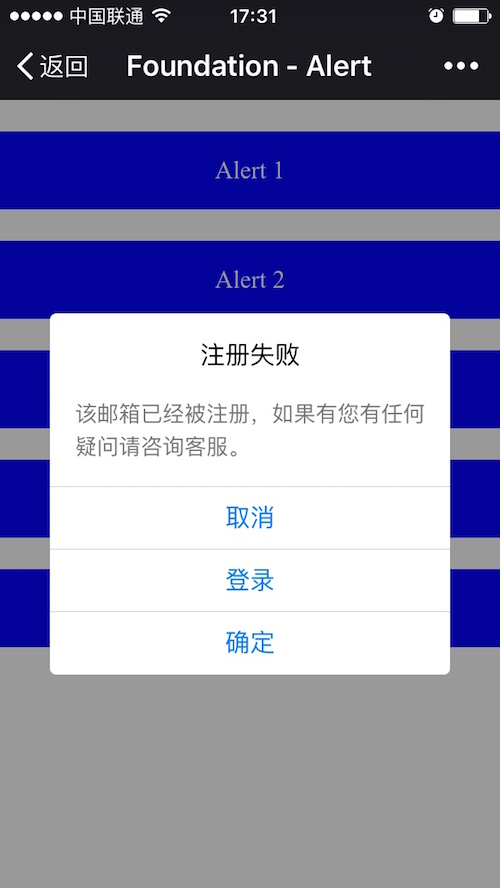 中国联通
17:31
返回
Foundation - Alert
Alert 1
Alert 2
注册失败
该邮箱已经被注册，如果有您有任何
疑问请咨询客服。
取消
登录
确定